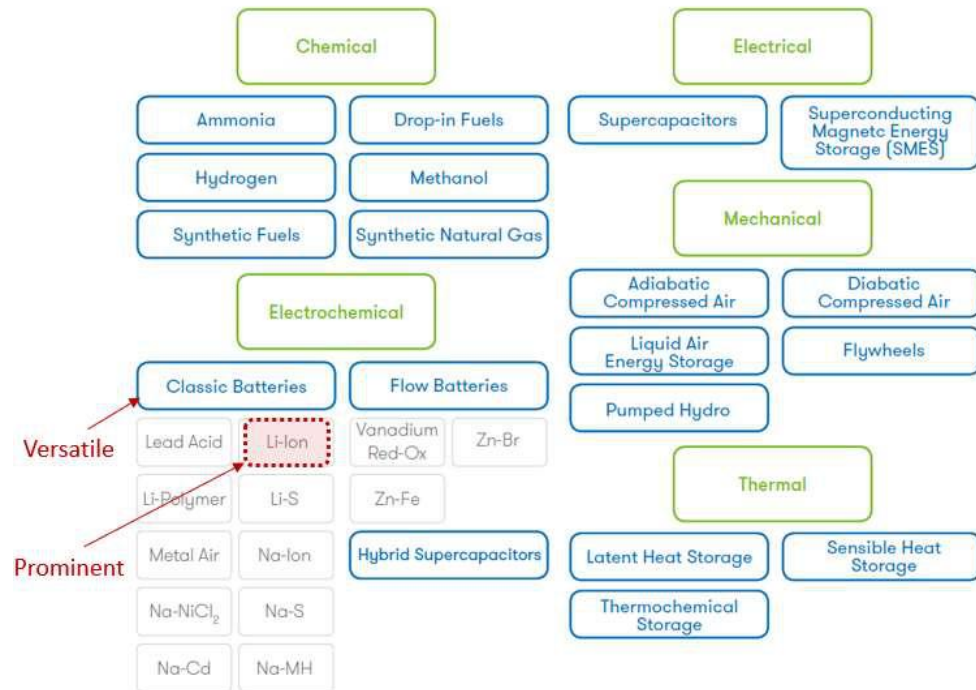 Chemical
Ammonia
Drop-in Fuels
Hydrogen
Methanol
Synthetic Fuels
Synthetic Natural Gas
Electrochemical
Classic Batteries
Flow Batteries
Versatile
Lead Acid
Li-Ion
Vanadium
Red-Ox
Zn-Br
Li-Polymer
Li-S
Zn-Fe
Prominent
Metal Air
Na-Ion
Hybrid Supercapacitors
Na-NiCl₂
Na-S
Na-Cd
Na-MH
Electrical
Supercapacitors
Superconducting
Magnetc Energy
Storage (SMES)
Mechanical
Adiabatic
Compressed Air
Diabatic
Compressed Air
Liquid Air
Energy Storage
Flywheels
Pumped Hydro
Thermal
Latent Heat Storage
Sensible Heat
Storage
Thermochemical
Storage